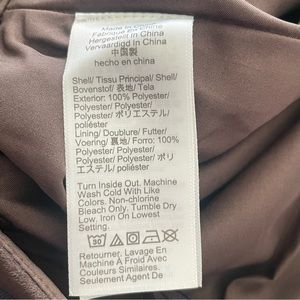 Made In China
Fabriqué En Chine
Hergestellt In China
Vervaardigd In China
中国製
hecho en china
Shell/ Tissu Principal/ Shell/
Bovenstof/ 表地/ Tela
Exterior: 100% Polyester/
Polyester/ Polyester/
Polyester/ ポリエステル/
poliéster
Lining/ Doublure/ Futter/
Voering/ 裏地/ Forro: 100%
Polyester/ Polyester/
Polyester/ Polyester/ ポリ
エステル/ poliéster
Turn Inside Out. Machine
Wash Cold With Like
Colors. Non-chlorine
Bleach Only. Tumble Dry
Low. Iron On Lowest
Setting.
30
Retourner. Lavage En
Machine À Froid Avec
Couleurs Similaires.
Seulement Agent De